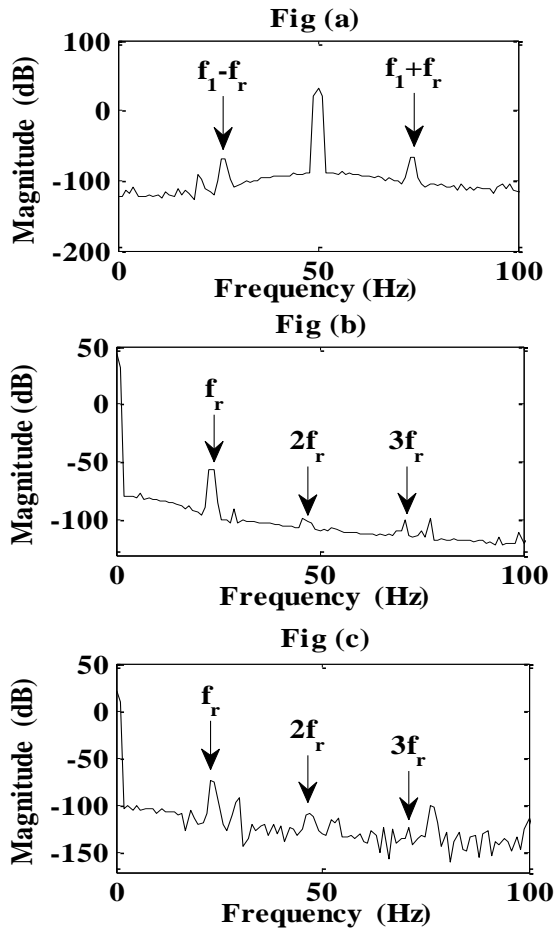 Fig (a)
Magnitude (dB)
100
0
-100
-200
f₁-fᵣ
f₁+fᵣ
0
50
100
Frequency (Hz)
Fig (b)
Magnitude (dB)
50
0
-50
-100
fᵣ
2fᵣ
3fᵣ
0
50
100
Frequency (Hz)
Fig (c)
Magnitude (dB)
50
0
-50
-100
-150
fᵣ
2fᵣ
3fᵣ
0
50
100
Frequency (Hz)